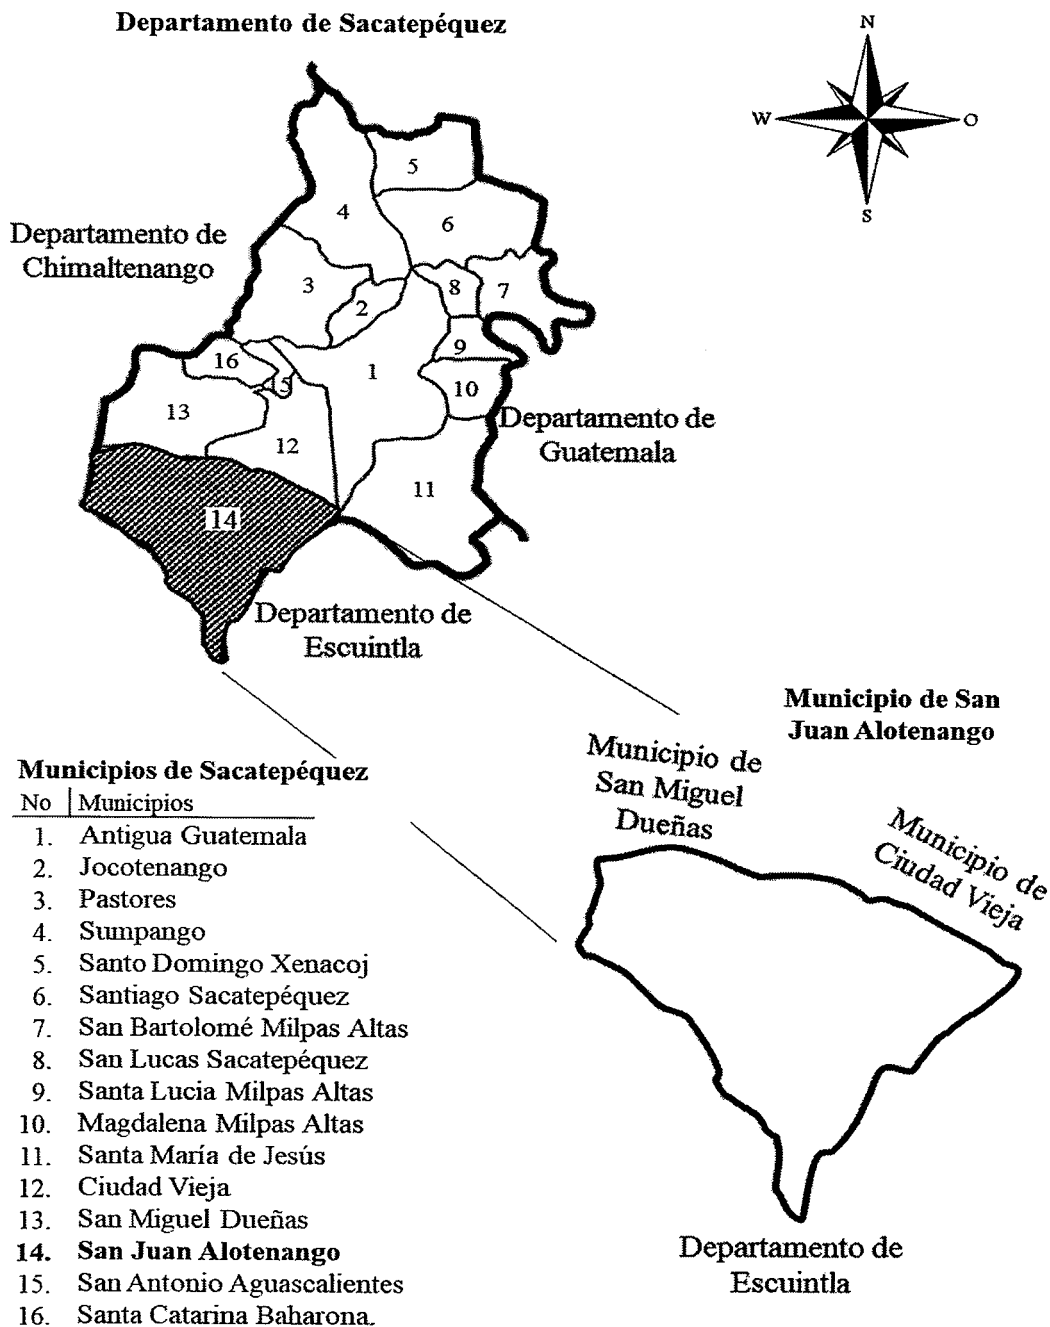 Departamento de Sacatepéquez
N
W
O
S
5
4
6
Departamento de
Chimaltenango
3
2
8
7
9
16
1
15
10
13
12
Departamento de
Guatemala
11
14
Departamento de
Escuintla
Municipio de San
Juan Alotenango
Municipio de
San Miguel
Dueñas
Municipio de
Ciudad Vieja
Departamento de
Escuintla
Municipios de Sacatepéquez
No | Municipios
1. Antigua Guatemala
2. Jocotenango
3. Pastores
4. Sumpango
5. Santo Domingo Xenacoj
6. Santiago Sacatepéquez
7. San Bartolomé Milpas Altas
8. San Lucas Sacatepéquez
9. Santa Lucia Milpas Altas
10. Magdalena Milpas Altas
11. Santa María de Jesús
12. Ciudad Vieja
13. San Miguel Dueñas
14. San Juan Alotenango
15. San Antonio Aguascalientes
16. Santa Catarina Baharona.